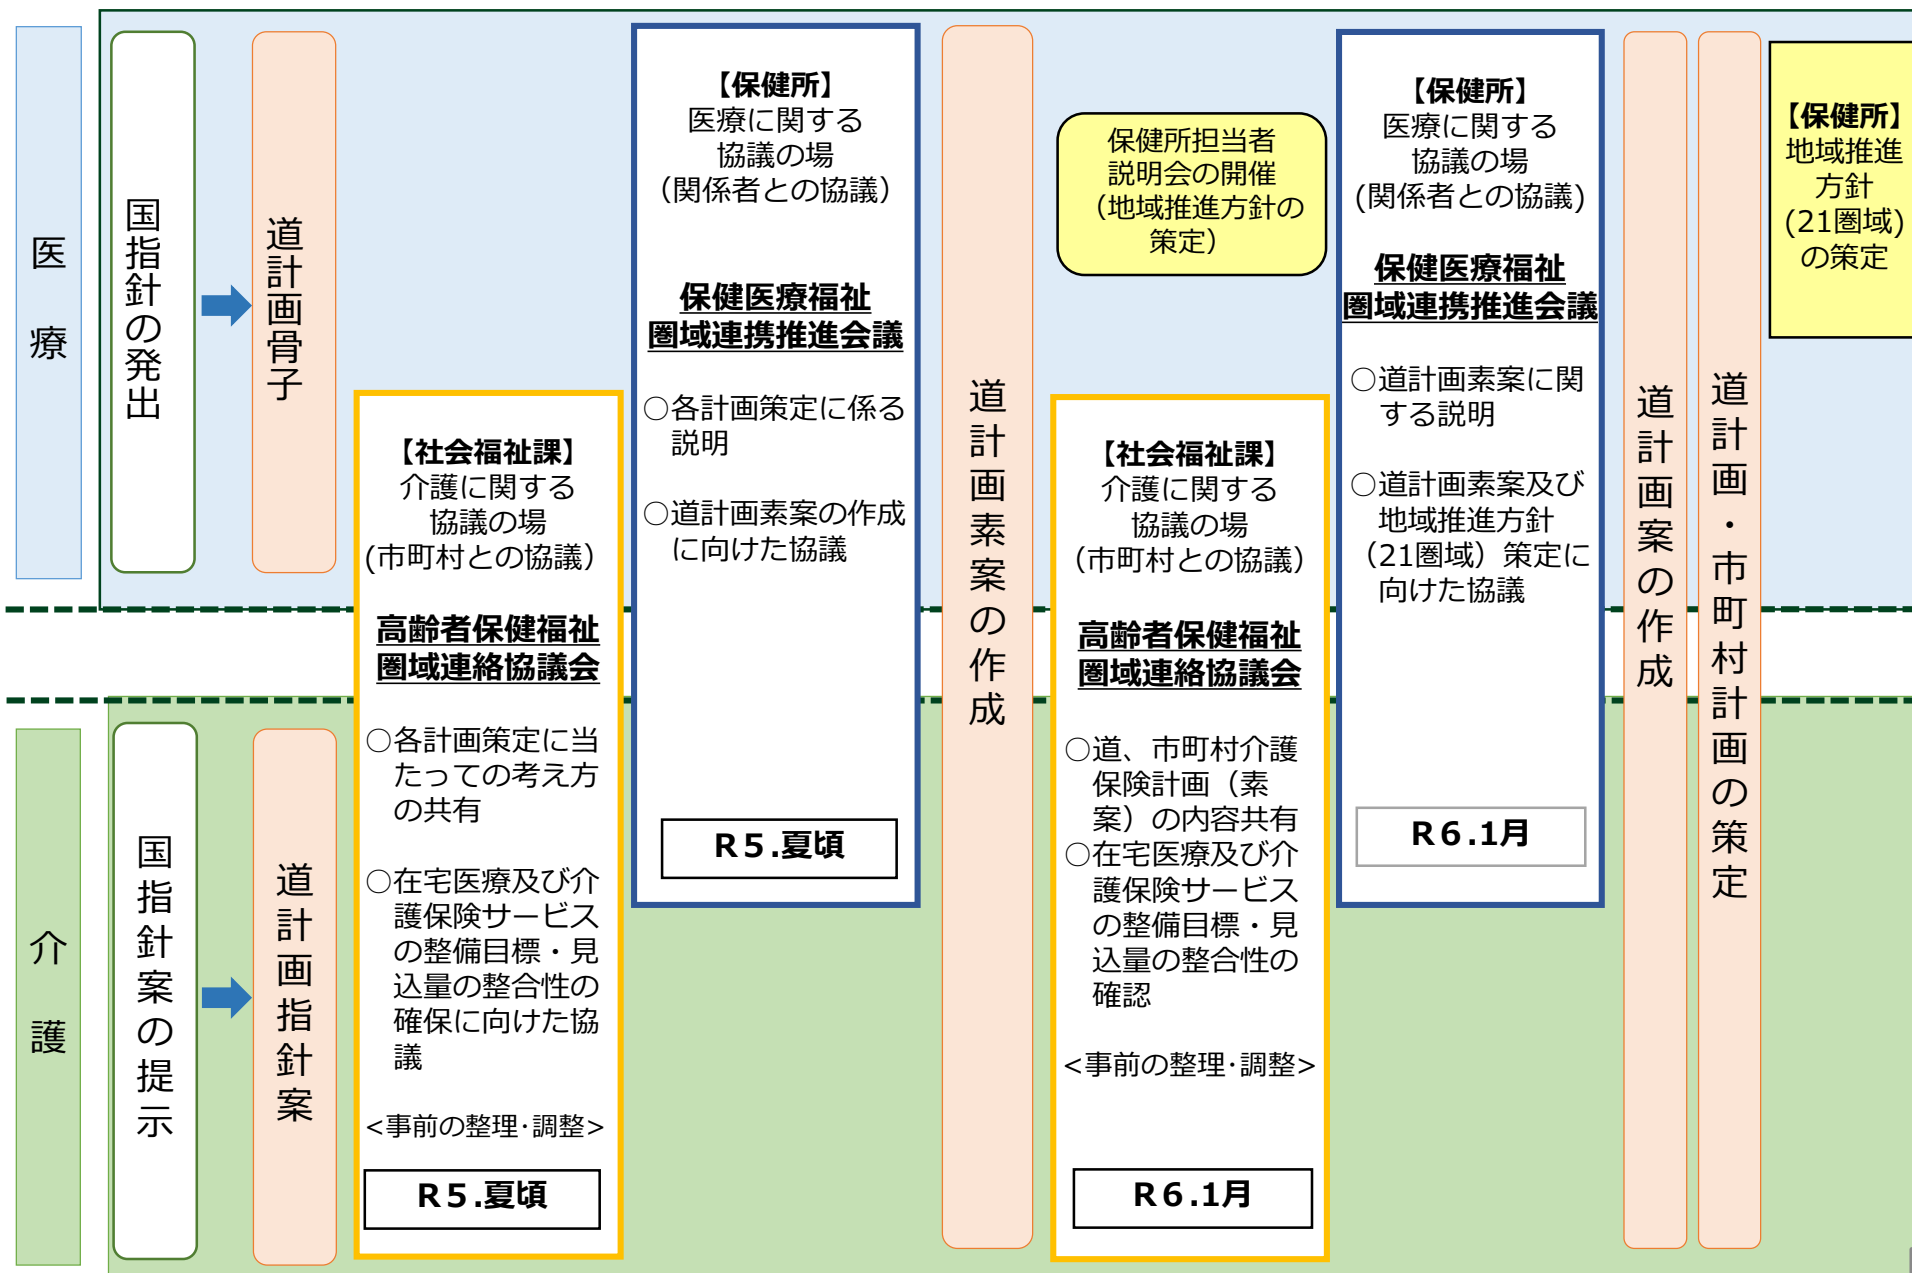 医療
国指針の発出
道計画骨子
【社会福祉課】
介護に関する
協議の場
(市町村との協議）
高齢者保健福祉
圏域連絡協議会
○各計画策定に当
たっての考え方
の共有
○在宅医療及び介
護保険サービス
の整備目標・見
込量の整合性の
確保に向けた協
議
<事前の整理･調整>
Ｒ５.夏頃
【保健所】
医療に関する
協議の場
（関係者との協議）
保健医療福祉
圏域連携推進会議
○各計画策定に係る
説明
○道計画素案の作成
に向けた協議
Ｒ５.夏頃
道計画素案の作成
保健所担当者
説明会の開催
（地域推進方針の
策定）
【社会福祉課】
介護に関する
協議の場
（市町村との協議）
高齢者保健福祉
圏域連絡協議会
○道、市町村介護
保険計画（素
案）の内容共有
○在宅医療及び介
護保険サービス
の整備目標・見
込量の整合性の
確認
<事前の整理･調整>
Ｒ６.1月
【保健所】
医療に関する
協議の場
(関係者との協議)
保健医療福祉
圏域連携推進会議
○道計画素案に関
する説明
○道計画素案及び
地域推進方針
（21圏域）策定に
向けた協議
Ｒ６.1月
道計画案の作成
道計画・市町村計画の策定
【保健所】
地域推進
方針
(21圏域)
の策定
介護
国指針案の提示
道計画指針案